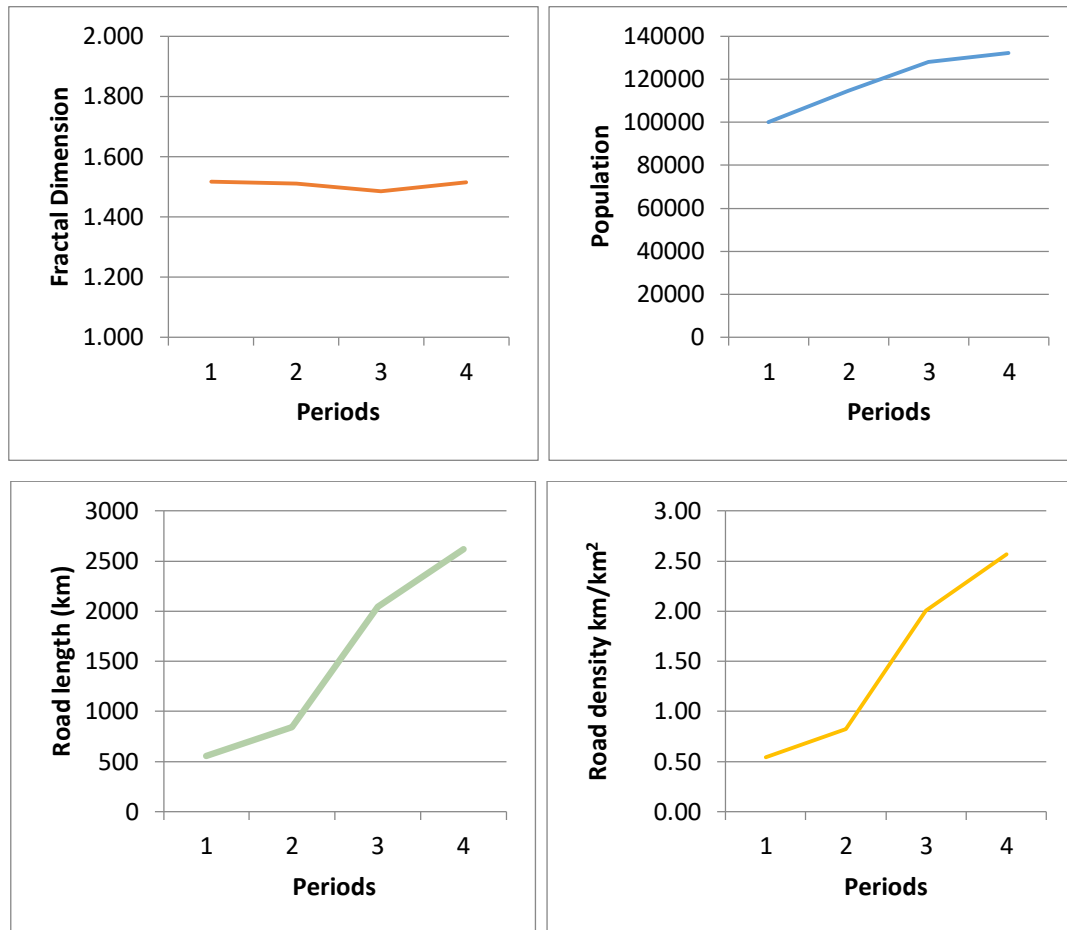 Fractal Dimension
2.000
1.800
1.600
1.400
1.200
1.000
1 2 3 4
Periods
Population
140000
120000
100000
80000
60000
40000
20000
0
1 2 3 4
Periods
Road length (km)
3000
2500
2000
1500
1000
500
0
1 2 3 4
Periods
Road density km/km²
3.00
2.50
2.00
1.50
1.00
0.50
0.00
1 2 3 4
Periods